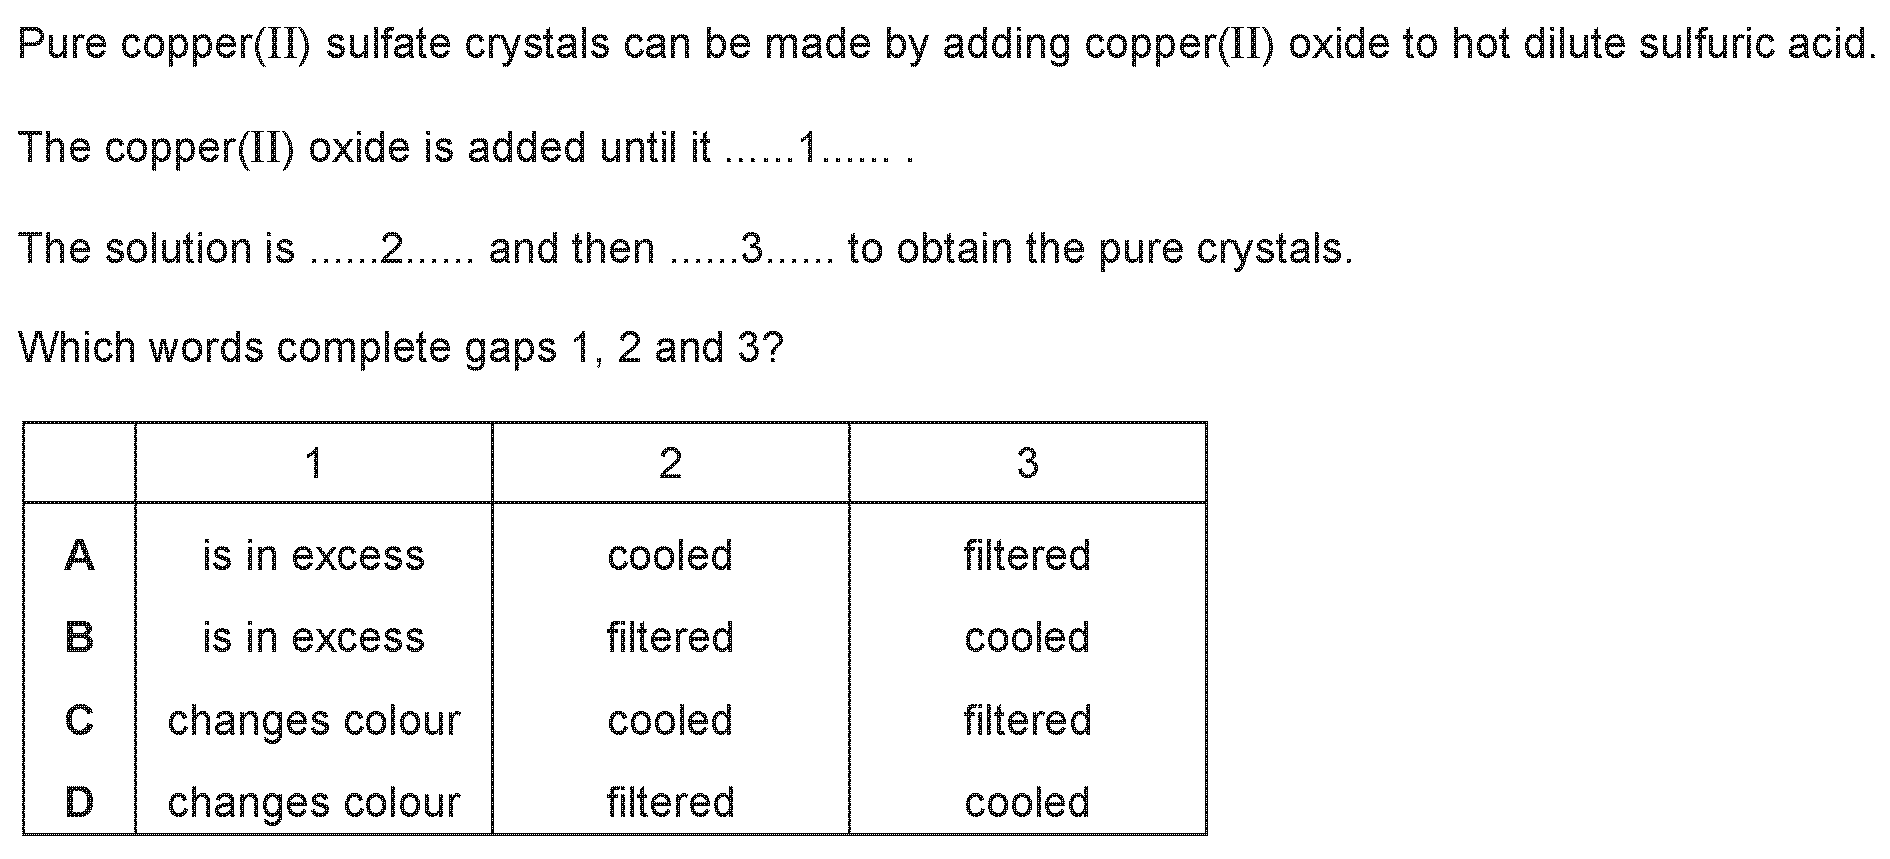 Pure copper(II) sulfate crystals can be made by adding copper(II) oxide to hot dilute sulfuric acid.
The copper(II) oxide is added until it ......1...... .
The solution is ......2...... and then ......3...... to obtain the pure crystals.
Which words complete gaps 1, 2 and 3?
1 2 3
A is in excess cooled filtered
B is in excess filtered cooled
C changes colour cooled filtered
D changes colour filtered cooled